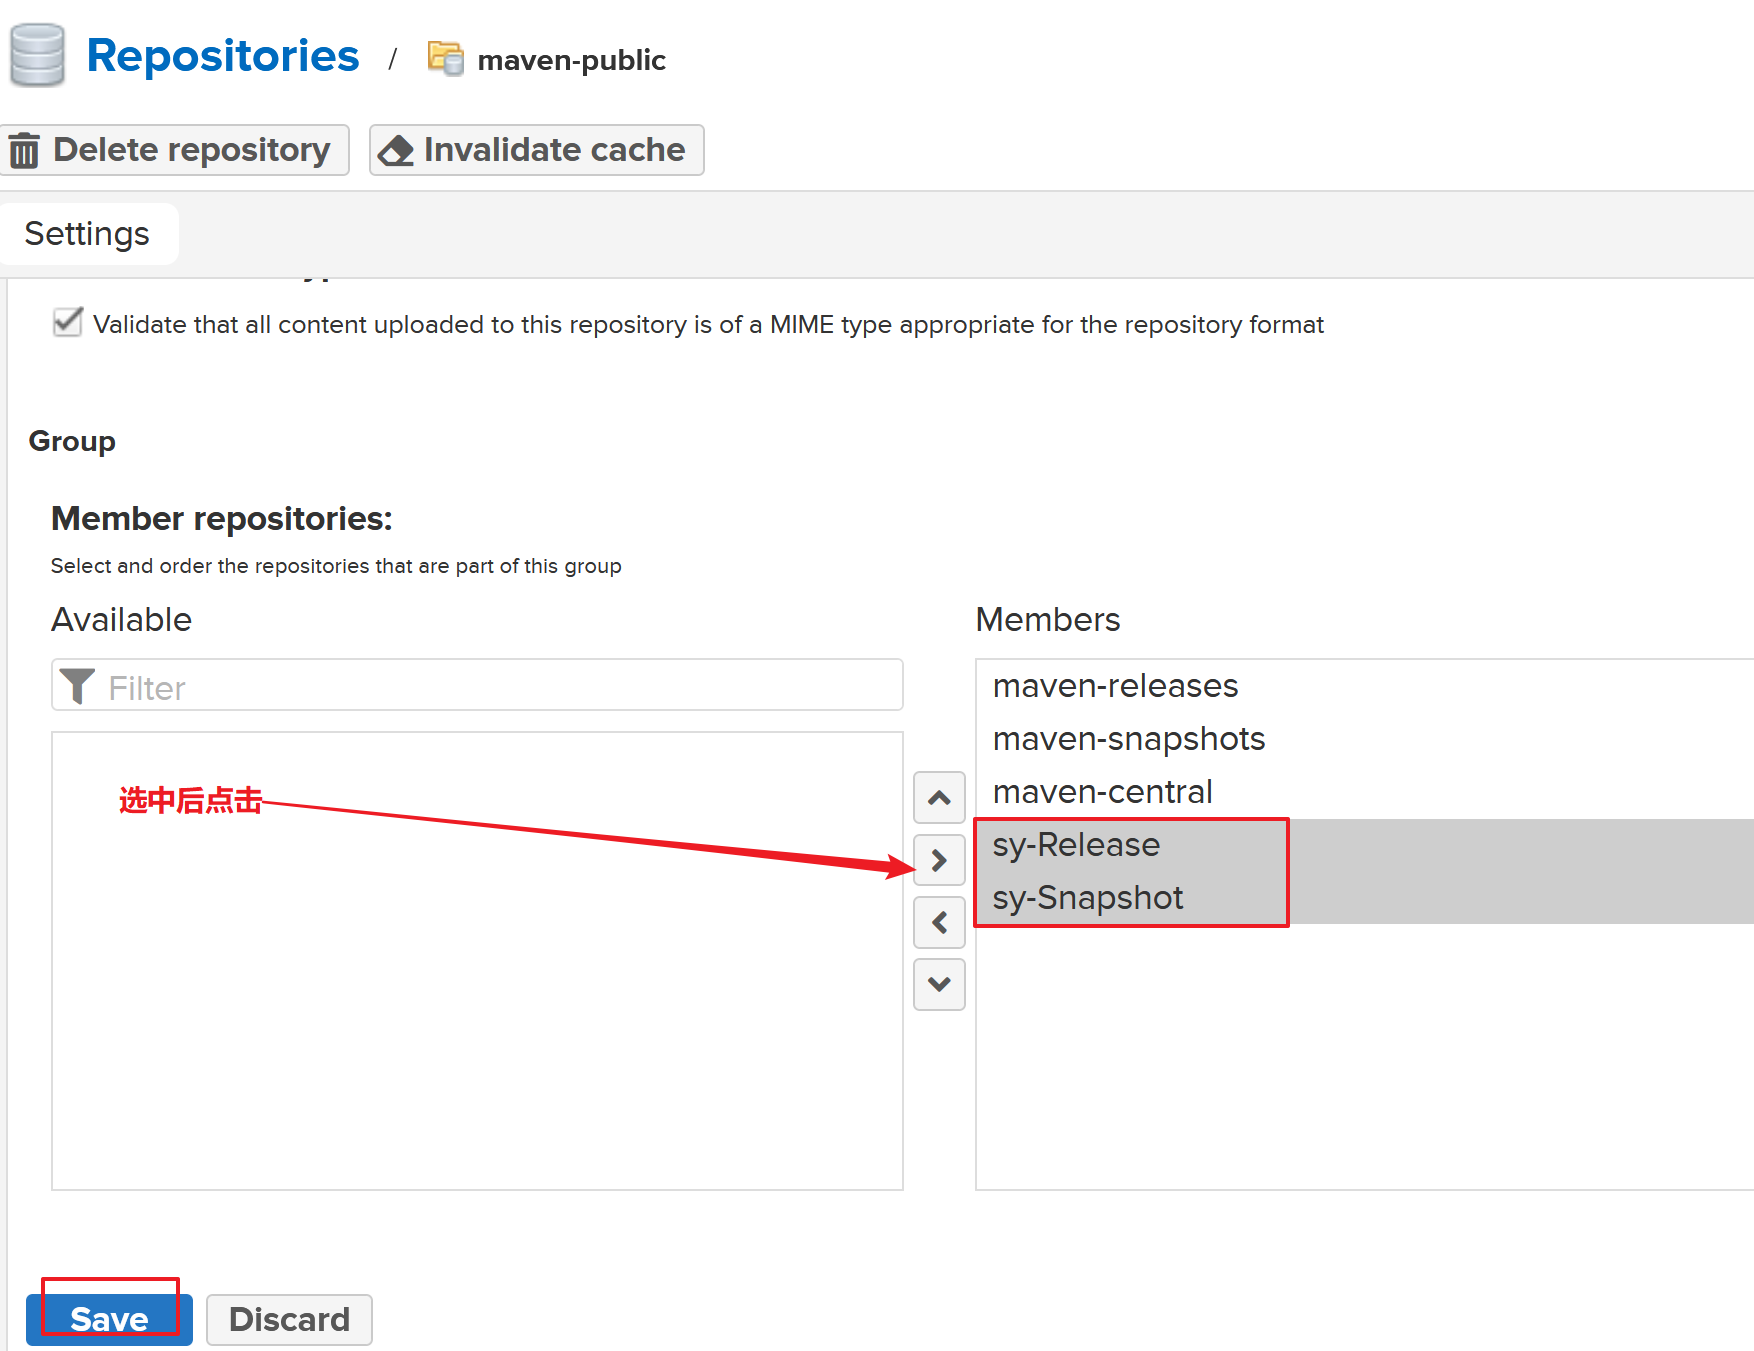 Repositories / maven-public
Delete repository
Invalidate cache
Settings
Validate that all content uploaded to this repository is of a MIME type appropriate for the repository format
Group
Member repositories:
Select and order the repositories that are part of this group
Available
Members
Filter
maven-releases
maven-snapshots
maven-central
选中后点击
sy-Release
sy-Snapshot
Save
Discard